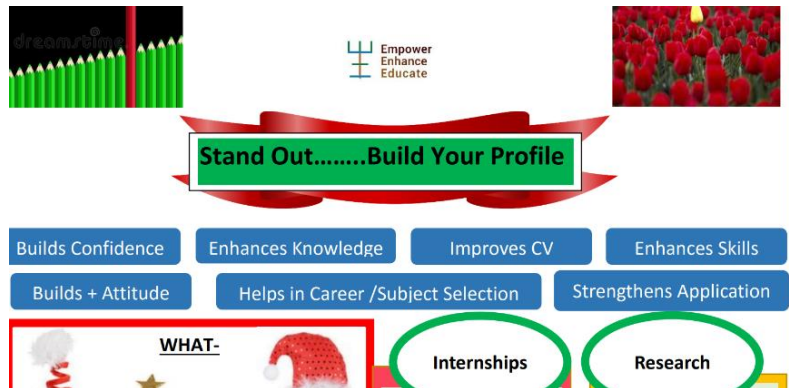 dreamstime
Empower
Enhance
Educate
Stand Out........Build Your Profile
Builds Confidence
Enhances Knowledge
Improves CV
Enhances Skills
Builds + Attitude
Helps in Career /Subject Selection
Strengthens Application
WHAT-
Internships
Research